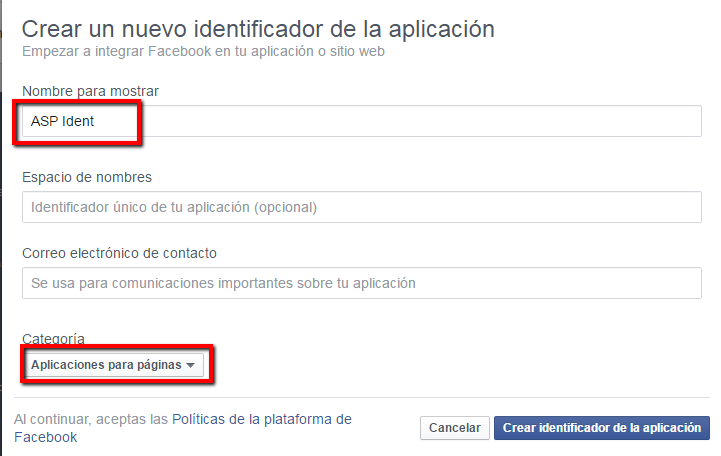 Crear un nuevo identificador de la aplicación
Empezar a integrar Facebook en tu aplicación o sitio web
Nombre para mostrar
ASP Ident
Espacio de nombres
Identificador único de tu aplicación (opcional)
Correo electrónico de contacto
Se usa para comunicaciones importantes sobre tu aplicación
Categoría
Aplicaciones para páginas
Al continuar, aceptas las Políticas de la plataforma de
Facebook
Cancelar
Crear identificador de la aplicación